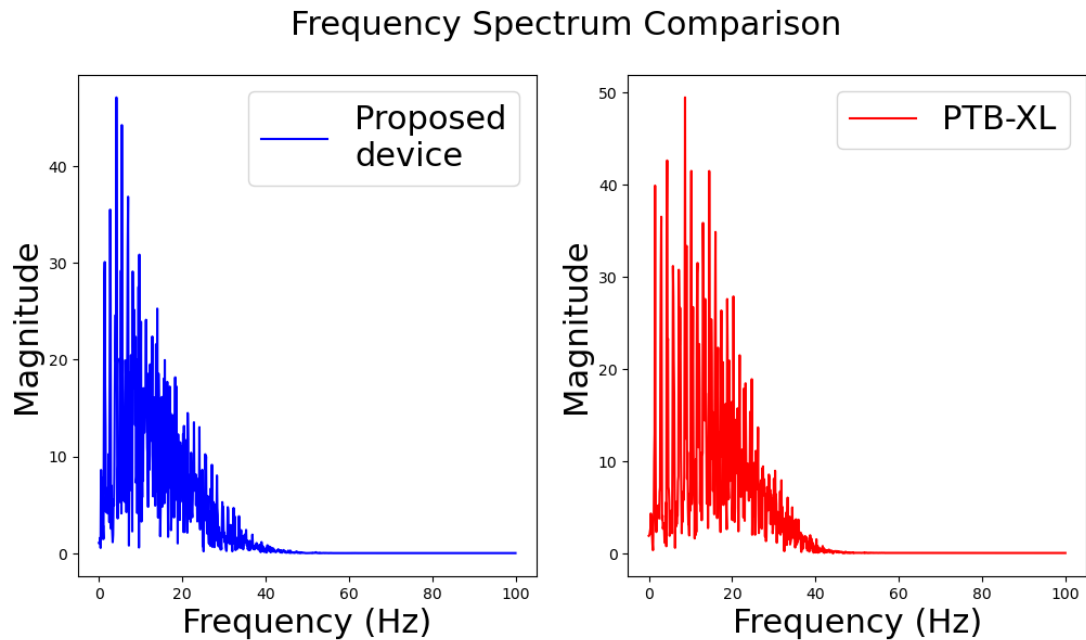 Frequency Spectrum Comparison
Proposed
device
Magnitude
40
30
20
10
0
0 20 40 60 80 100
Frequency (Hz)
PTB-XL
Magnitude
50
40
30
20
10
0
0 20 40 60 80 100
Frequency (Hz)